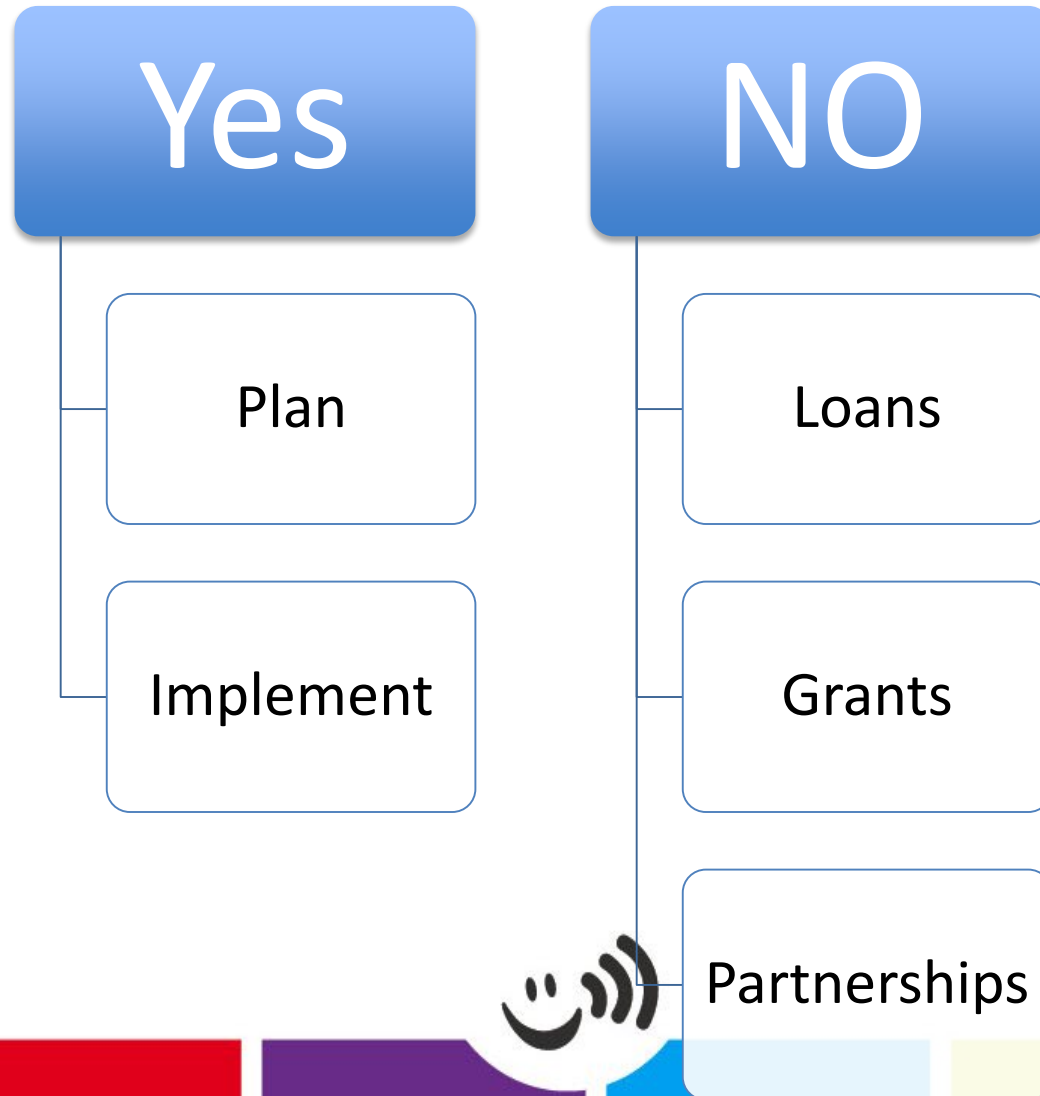 Yes
Plan
Implement
NO
Loans
Grants
Partnerships